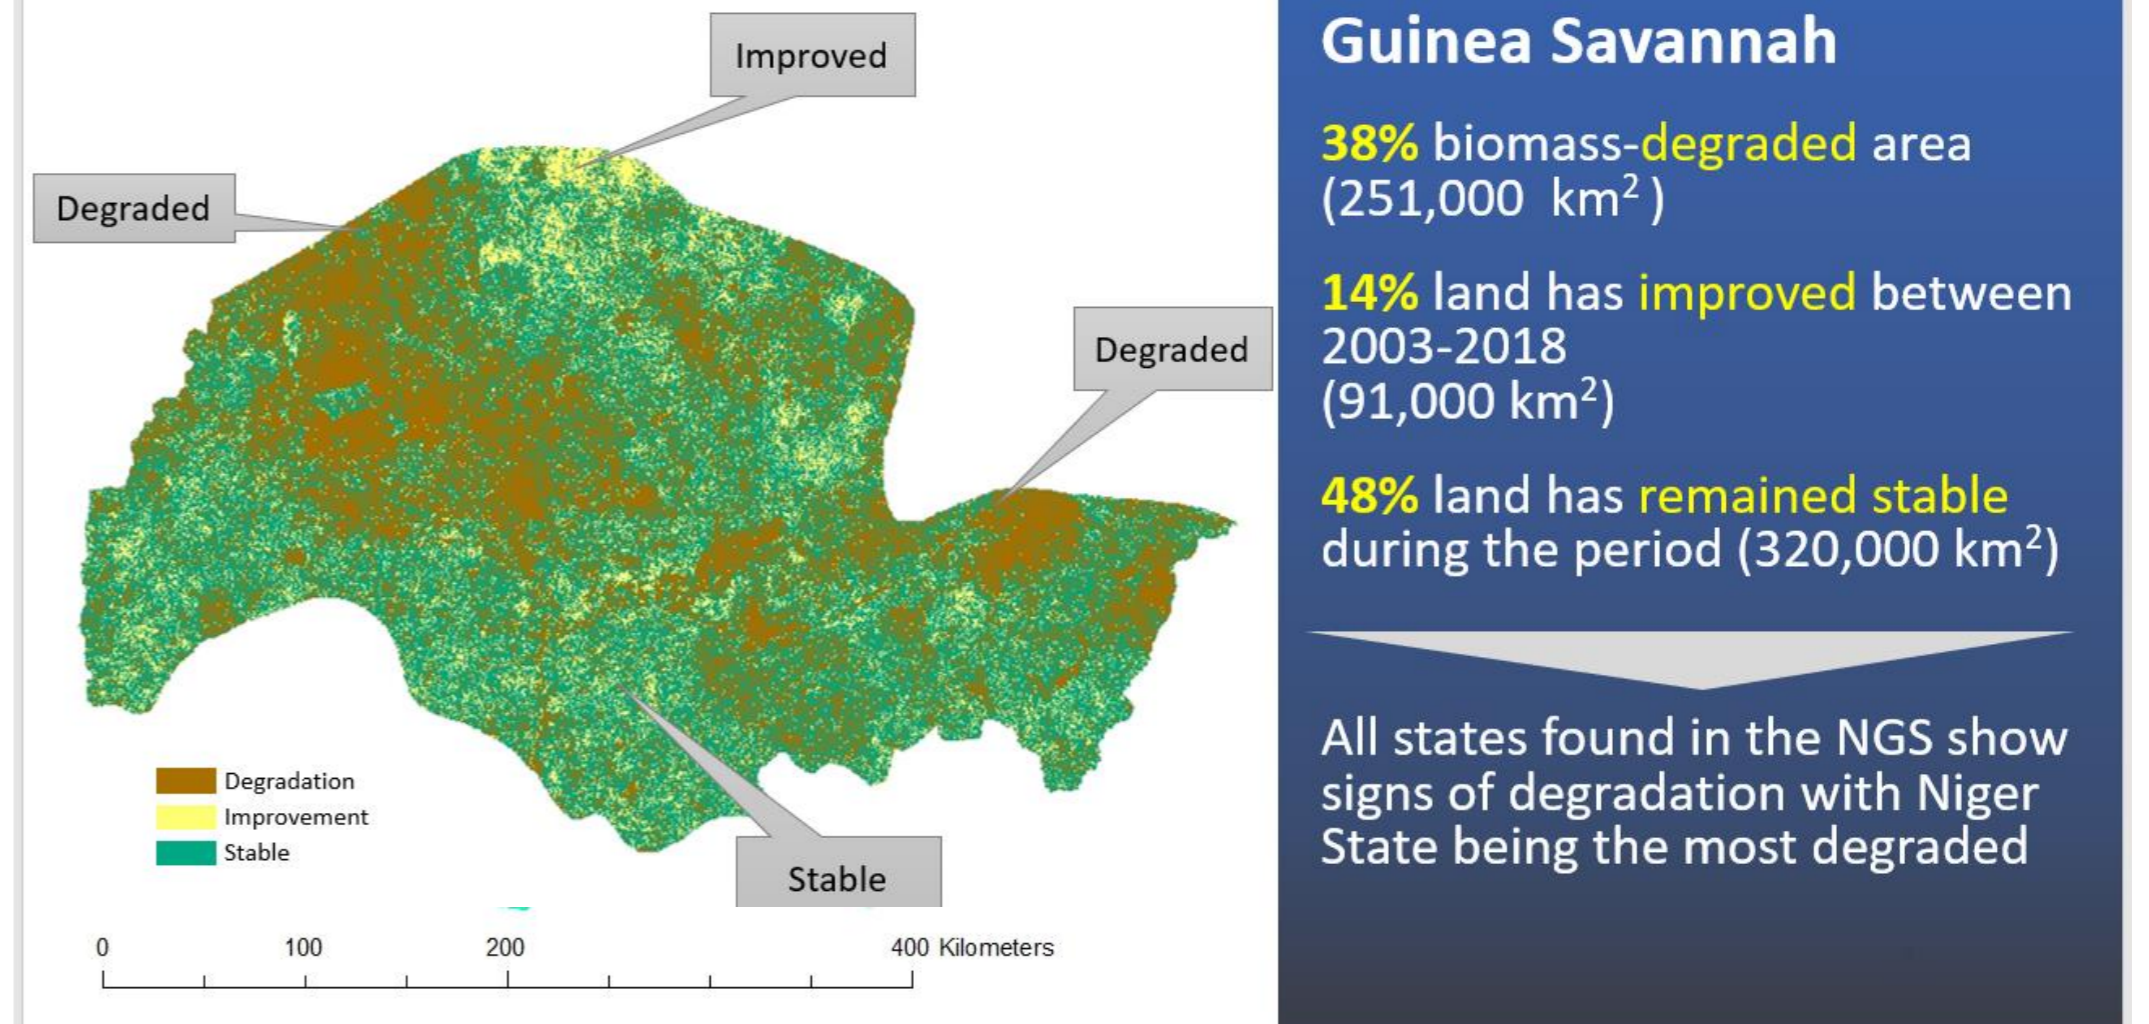 Improved
Degraded
Degraded
Stable
Degradation
Improvement
Stable
0 100 200 400 Kilometers
Guinea Savannah
38% biomass-degraded area
(251,000 km²)
14% land has improved between
2003-2018
(91,000 km²)
48% land has remained stable
during the period (320,000 km²)
All states found in the NGS show
signs of degradation with Niger
State being the most degraded